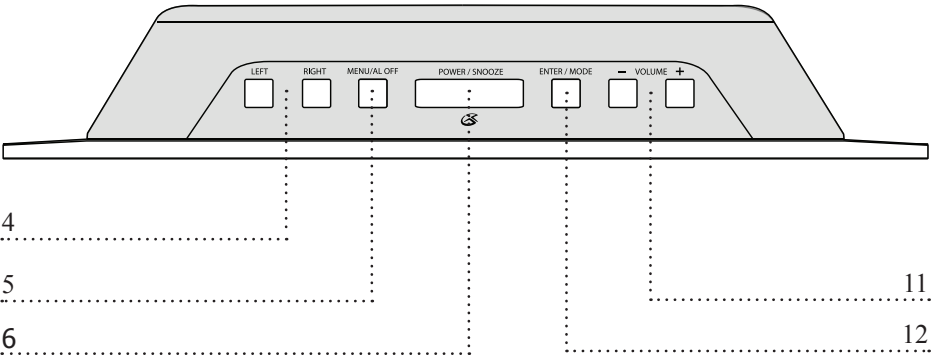 LEFT RIGHT MENU/AL OFF POWER / SNOOZE ENTER / MODE − VOLUME +
4
5 11
6 12